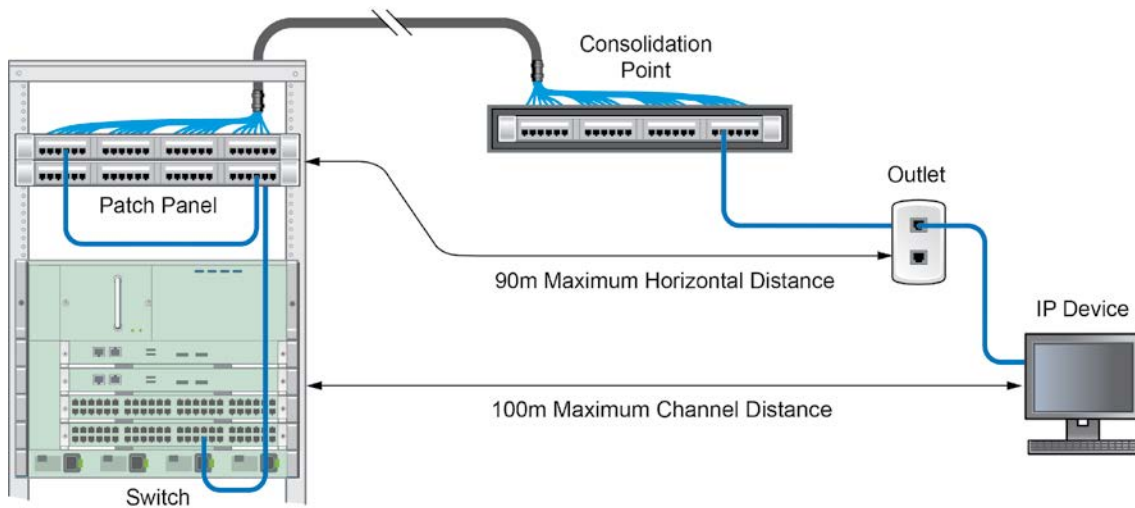 Consolidation
Point
Outlet
Patch Panel
90m Maximum Horizontal Distance
IP Device
100m Maximum Channel Distance
Switch